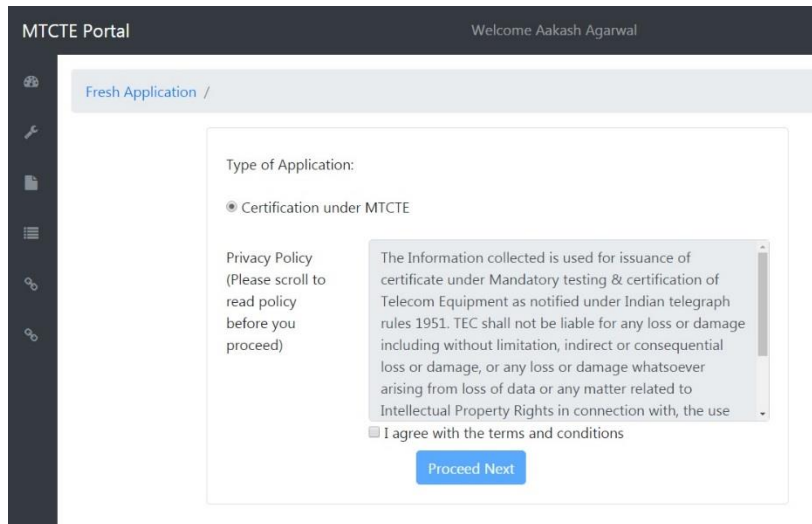 MTCTE Portal
Welcome Aakash Agarwal
Fresh Application /
Type of Application:
Certification under MTCTE
Privacy Policy
(Please scroll to
read policy
before you
proceed)
The Information collected is used for issuance of
certificate under Mandatory testing & certification of
Telecom Equipment as notified under Indian telegraph
rules 1951. TEC shall not be liable for any loss or damage
including without limitation, indirect or consequential
loss or damage, or any loss or damage whatsoever
arising from loss of data or any matter related to
Intellectual Property Rights in connection with, the use
I agree with the terms and conditions
Proceed Next